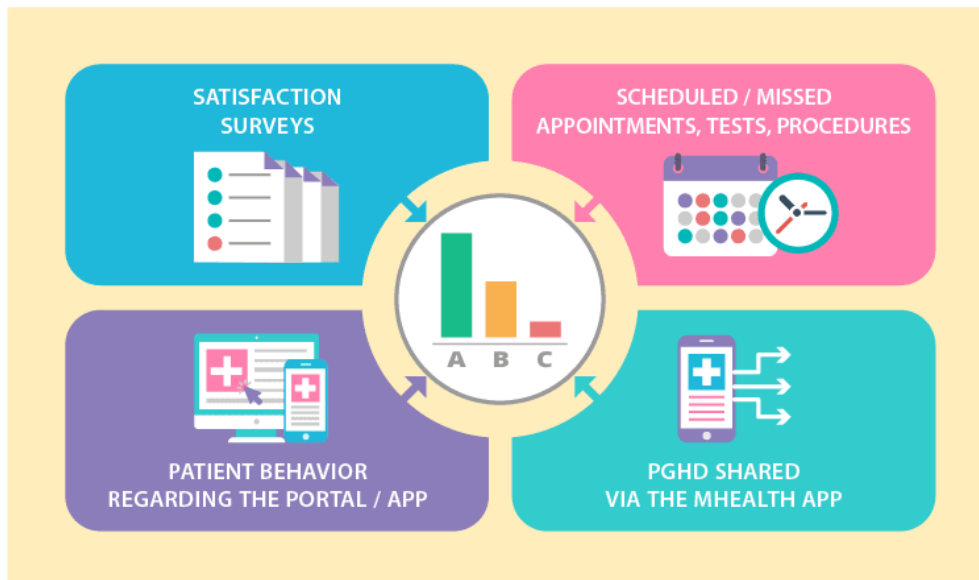 SATISFACTION
SURVEYS
SCHEDULED / MISSED
APPOINTMENTS, TESTS, PROCEDURES
A B C
PATIENT BEHAVIOR
REGARDING THE PORTAL / APP
PGHD SHARED
VIA THE MHEALTH APP